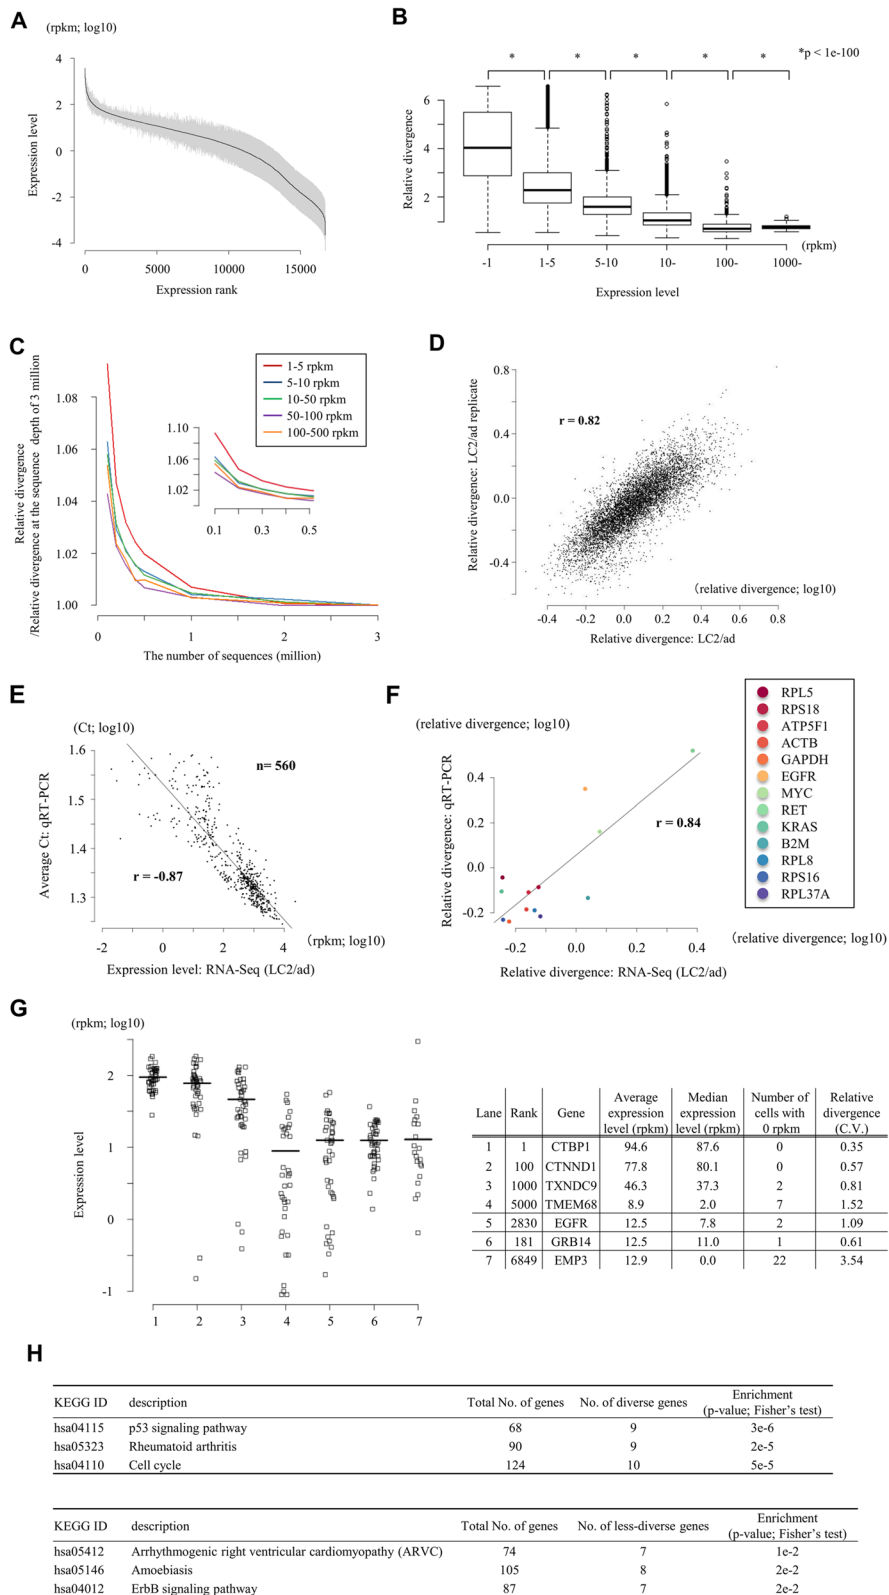 A
(rpkm; log10)
Expression level
4
2
0
-2
-4
0 5000 10000 15000
Expression rank
B
*p < 1e-100
* * * * *
Relative divergence
6
4
2
-1 1-5 5-10 10- 100- 1000-
(rpkm)
Expression level
C
Relative divergence
/Relative divergence at the sequence depth of 3 million
1.08
1.06
1.04
1.02
1.00
0 1 2 3
The number of sequences (million)
1-5 rpkm
5-10 rpkm
10-50 rpkm
50-100 rpkm
100-500 rpkm
1.10
1.06
1.02
0.1 0.3 0.5
D
Relative divergence: LC2/ad replicate
0.8
0.4
0.0
-0.4
r = 0.82
(relative divergence; log10)
-0.4 -0.2 0.0 0.2 0.4 0.6 0.8
Relative divergence: LC2/ad
E
(Ct; log10)
Average Ct: qRT-PCR
1.6
1.5
1.4
1.3
n= 560
r = -0.87
-2 0 2 4
(rpkm; log10)
Expression level: RNA-Seq (LC2/ad)
F
(relative divergence; log10)
Relative divergence: qRT-PCR
0.4
0.2
0.0
-0.2
r = 0.84
-0.2 0.0 0.2 0.4
(relative divergence; log10)
Relative divergence: RNA-Seq (LC2/ad)
RPL5
RPS18
ATP5F1
ACTB
GAPDH
EGFR
MYC
RET
KRAS
B2M
RPL8
RPS16
RPL37A
G
(rpkm; log10)
Expression level
2
1
0
-1
1 2 3 4 5 6 7
Lane Rank Gene Average expression level (rpkm) Median expression level (rpkm) Number of cells with 0 rpkm Relative divergence (C.V.)
1 1 CTBP1 94.6 87.6 0 0.35
2 100 CTNND1 77.8 80.1 0 0.57
3 1000 TXNDC9 46.3 37.3 2 0.81
4 5000 TMEM68 8.9 2.0 7 1.52
5 2830 EGFR 12.5 7.8 2 1.09
6 181 GRB14 12.5 11.0 1 0.61
7 6849 EMP3 12.9 0.0 22 3.54
H
KEGG ID description Total No. of genes No. of diverse genes Enrichment (p-value; Fisher's test)
hsa04115 p53 signaling pathway 68 9 3e-6
hsa05323 Rheumatoid arthritis 90 9 2e-5
hsa04110 Cell cycle 124 10 5e-5
KEGG ID description Total No. of genes No. of less-diverse genes Enrichment (p-value; Fisher's test)
hsa05412 Arrhythmogenic right ventricular cardiomyopathy (ARVC) 74 7 1e-2
hsa05146 Amoebiasis 105 8 2e-2
hsa04012 ErbB signaling pathway 87 7 2e-2